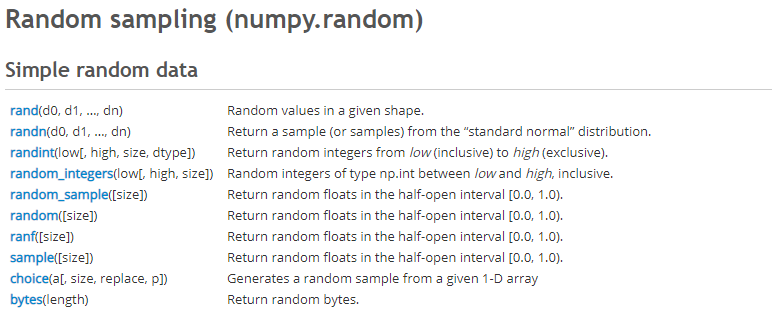 Random sampling (numpy.random)
Simple random data
rand(d0, d1, ..., dn) Random values in a given shape.
randn(d0, d1, ..., dn) Return a sample (or samples) from the “standard normal” distribution.
randint(low[, high, size, dtype]) Return random integers from low (inclusive) to high (exclusive).
random_integers(low[, high, size]) Random integers of type np.int between low and high, inclusive.
random_sample([size]) Return random floats in the half-open interval [0.0, 1.0).
random([size]) Return random floats in the half-open interval [0.0, 1.0).
ranf([size]) Return random floats in the half-open interval [0.0, 1.0).
sample([size]) Return random floats in the half-open interval [0.0, 1.0).
choice(a[, size, replace, p]) Generates a random sample from a given 1-D array
bytes(length) Return random bytes.